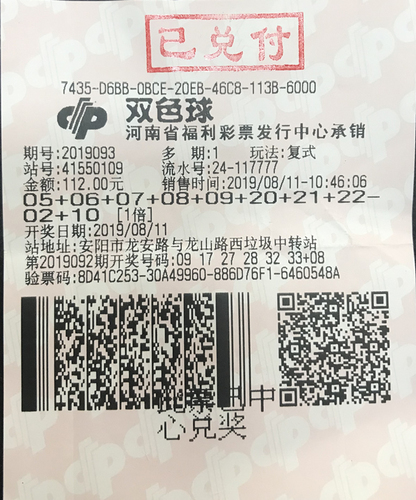 已兑付
7435-D6BB-0BCE-20EB-46C8-113B-6000
双色球
河南省福利彩票发行中心承销
期号:2019093 多 期:1 玩法:复式
站号:41550109 流水号:24-117777
金额:112.00元 销售时间:2019/08/11-10:46:06
05+06+07+08+09+20+21+22-
02+10 [1倍]
开奖日期:2019/08/11
站地址:安阳市龙安路与龙山路西垃圾中转站
第2019092期开奖号码:09 17 27 28 32 33+08
验票码:8D41C253-30A49960-886D76F1-6460548A
此票已中
心兑奖